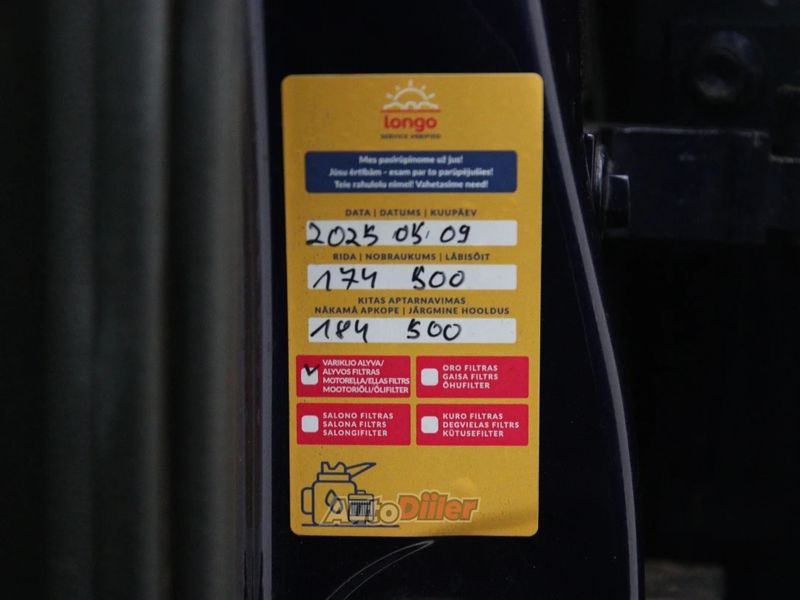 longo
SERVICE VERIFIED
Mes pasirūpinome už jus!
Jūsu ērtībām - esam par to parūpējušies!
Teie rahulolu nimel! Vahetasime need!
DATA | DATUMS | KUUPÄEV
2025 05. 09
RIDA | NOBRAUKUMS | LÄBISÕIT
174 500
KITAS APTARNAVIMAS
NĀKAMĀ APKOPE | JÄRGMINE HOOLDUS
184 500
VARIKLIO ALYVA/
ALYVOS FILTRAS
MOTOREĻĻA/EĻĻAS FILTRS
MOOTORIÕLI/ÕLIFILTER
ORO FILTRAS
GAISA FILTRS
ÕHUFILTER
SALONO FILTRAS
SALONA FILTRS
SALONGIFILTER
KURO FILTRAS
DEGVIELAS FILTRS
KÜTUSEFILTER
AutoDiiler